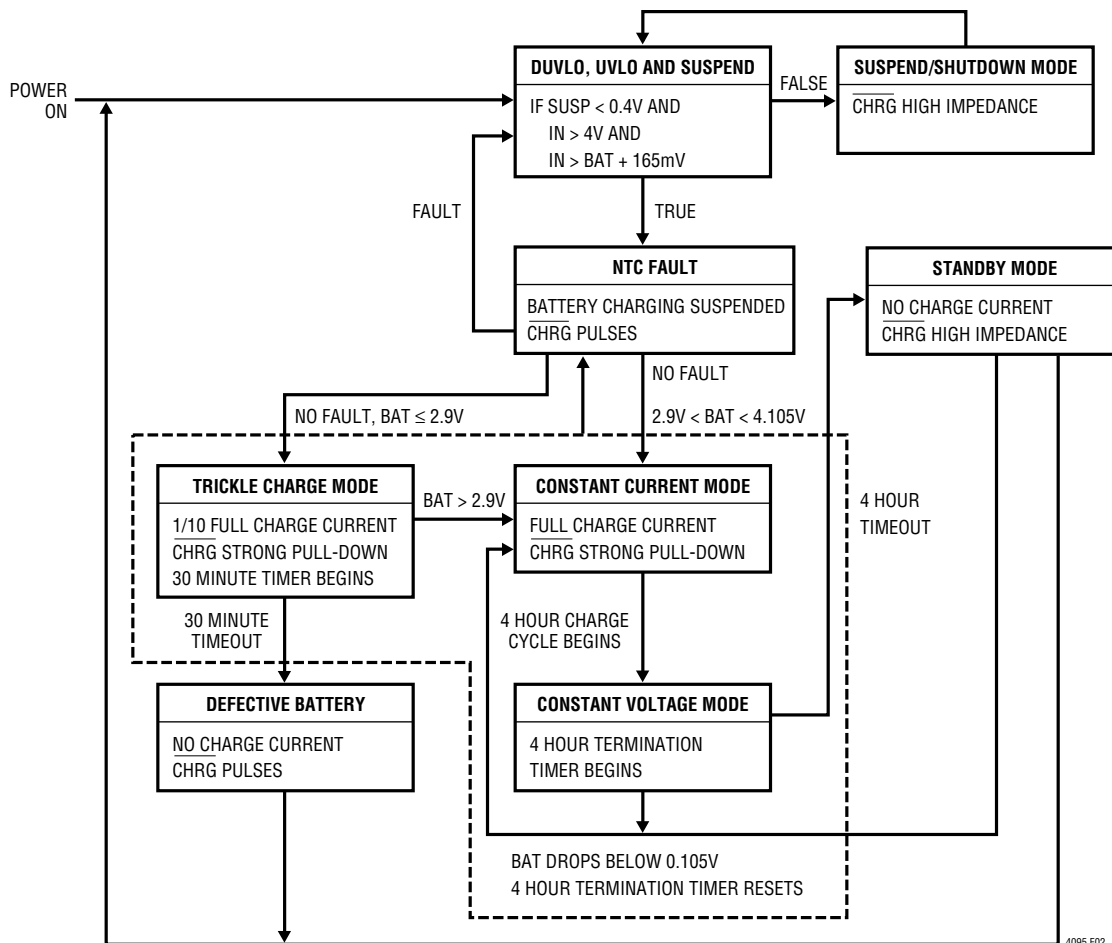 POWER
ON
DUVLO, UVLO AND SUSPEND
IF SUSP < 0.4V AND
IN > 4V AND
IN > BAT + 165mV
FALSE
SUSPEND/SHUTDOWN MODE
CHRG HIGH IMPEDANCE
FAULT
TRUE
NTC FAULT
BATTERY CHARGING SUSPENDED
CHRG PULSES
STANDBY MODE
NO CHARGE CURRENT
CHRG HIGH IMPEDANCE
NO FAULT
NO FAULT, BAT ≤ 2.9V
2.9V < BAT < 4.105V
TRICKLE CHARGE MODE
1/10 FULL CHARGE CURRENT
CHRG STRONG PULL-DOWN
30 MINUTE TIMER BEGINS
BAT > 2.9V
CONSTANT CURRENT MODE
FULL CHARGE CURRENT
CHRG STRONG PULL-DOWN
4 HOUR
TIMEOUT
30 MINUTE
TIMEOUT
4 HOUR CHARGE
CYCLE BEGINS
DEFECTIVE BATTERY
NO CHARGE CURRENT
CHRG PULSES
CONSTANT VOLTAGE MODE
4 HOUR TERMINATION
TIMER BEGINS
BAT DROPS BELOW 0.105V
4 HOUR TERMINATION TIMER RESETS
4095 F02